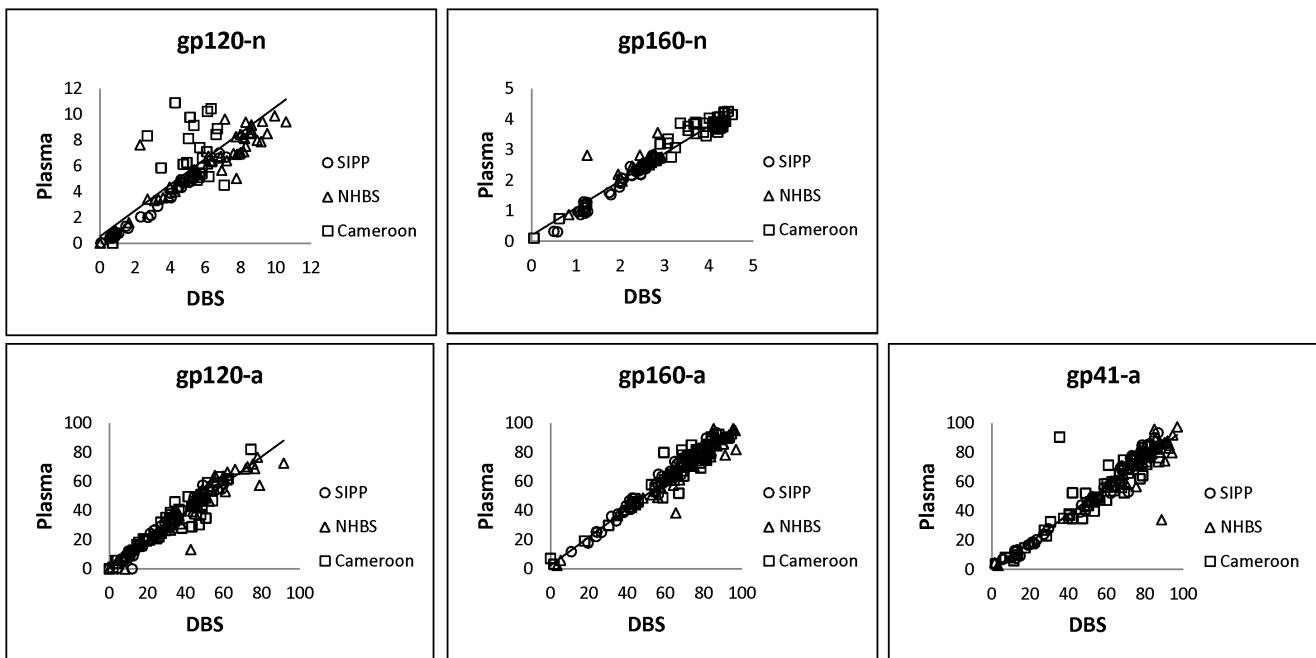 gp120-n
12
10
8
6
4
2
0
0 2 4 6 8 10 12
Plasma
DBS
SIPP
NHBS
Cameroon
gp160-n
5
4
3
2
1
0
0 1 2 3 4 5
Plasma
DBS
SIPP
NHBS
Cameroon
gp120-a
100
80
60
40
20
0
0 20 40 60 80 100
Plasma
DBS
SIPP
NHBS
Cameroon
gp160-a
100
80
60
40
20
0
0 20 40 60 80 100
Plasma
DBS
SIPP
NHBS
Cameroon
gp41-a
100
80
60
40
20
0
0 20 40 60 80 100
Plasma
DBS
SIPP
NHBS
Cameroon